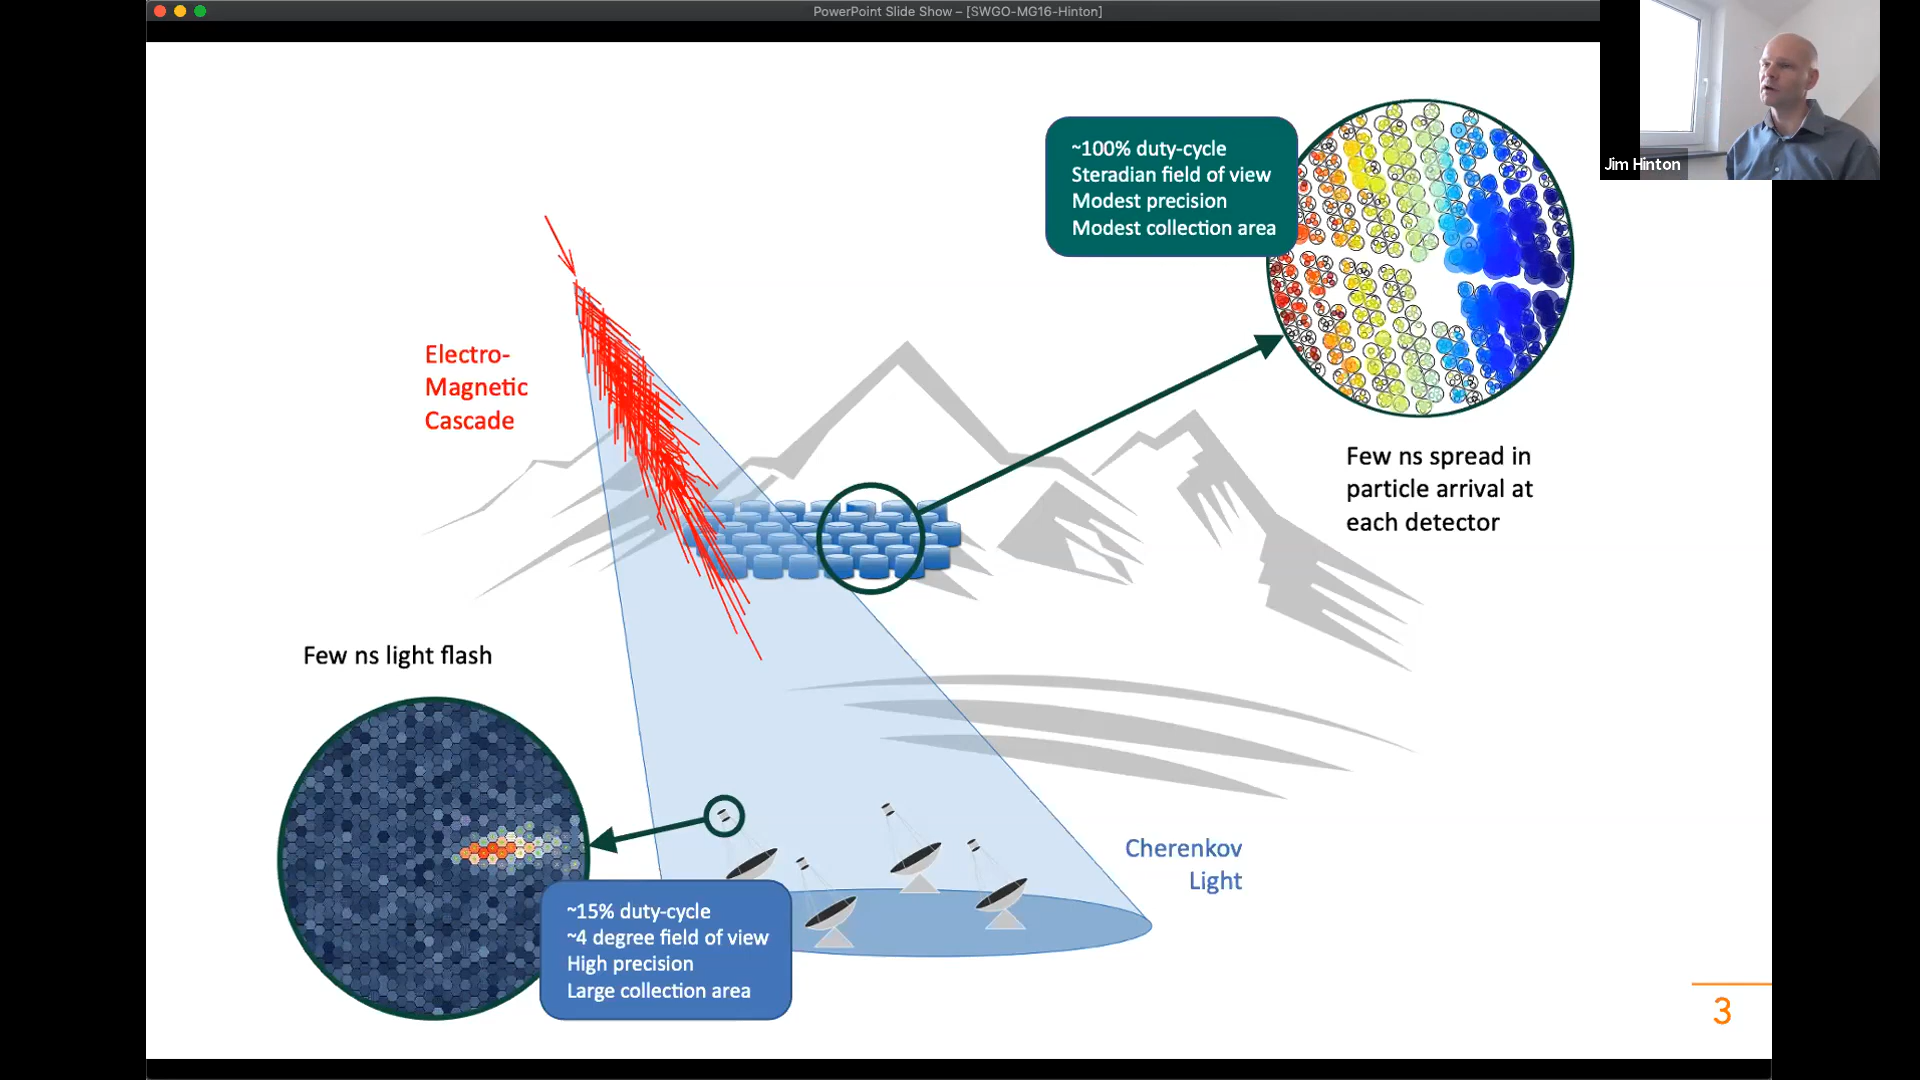 PowerPoint Slide Show – [SWGO-MG16-Hinton]
Jim Hinton
~100% duty-cycle
Steradian field of view
Modest precision
Modest collection area
Electro-
Magnetic
Cascade
Few ns spread in
particle arrival at
each detector
Few ns light flash
Cherenkov
Light
~15% duty-cycle
~4 degree field of view
High precision
Large collection area
3